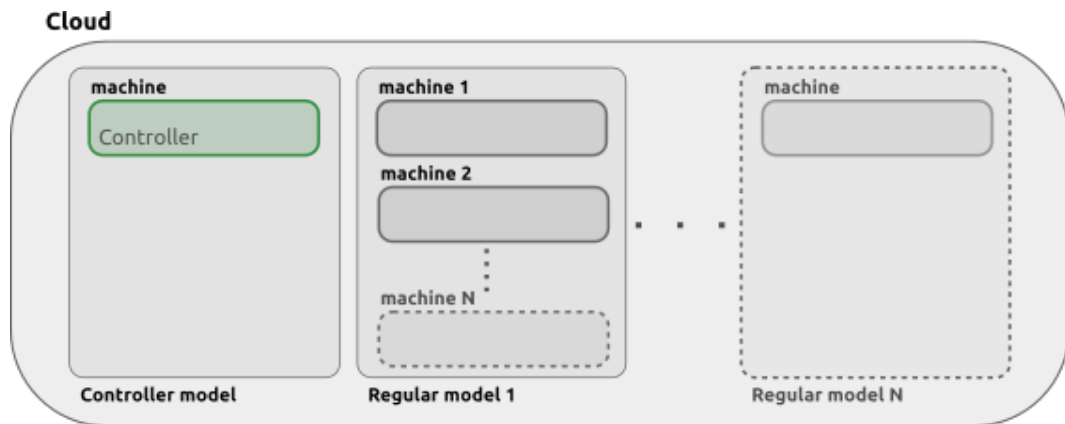 Cloud
machine
Controller
Controller model
machine 1
machine 2
machine N
Regular model 1
machine
Regular model N